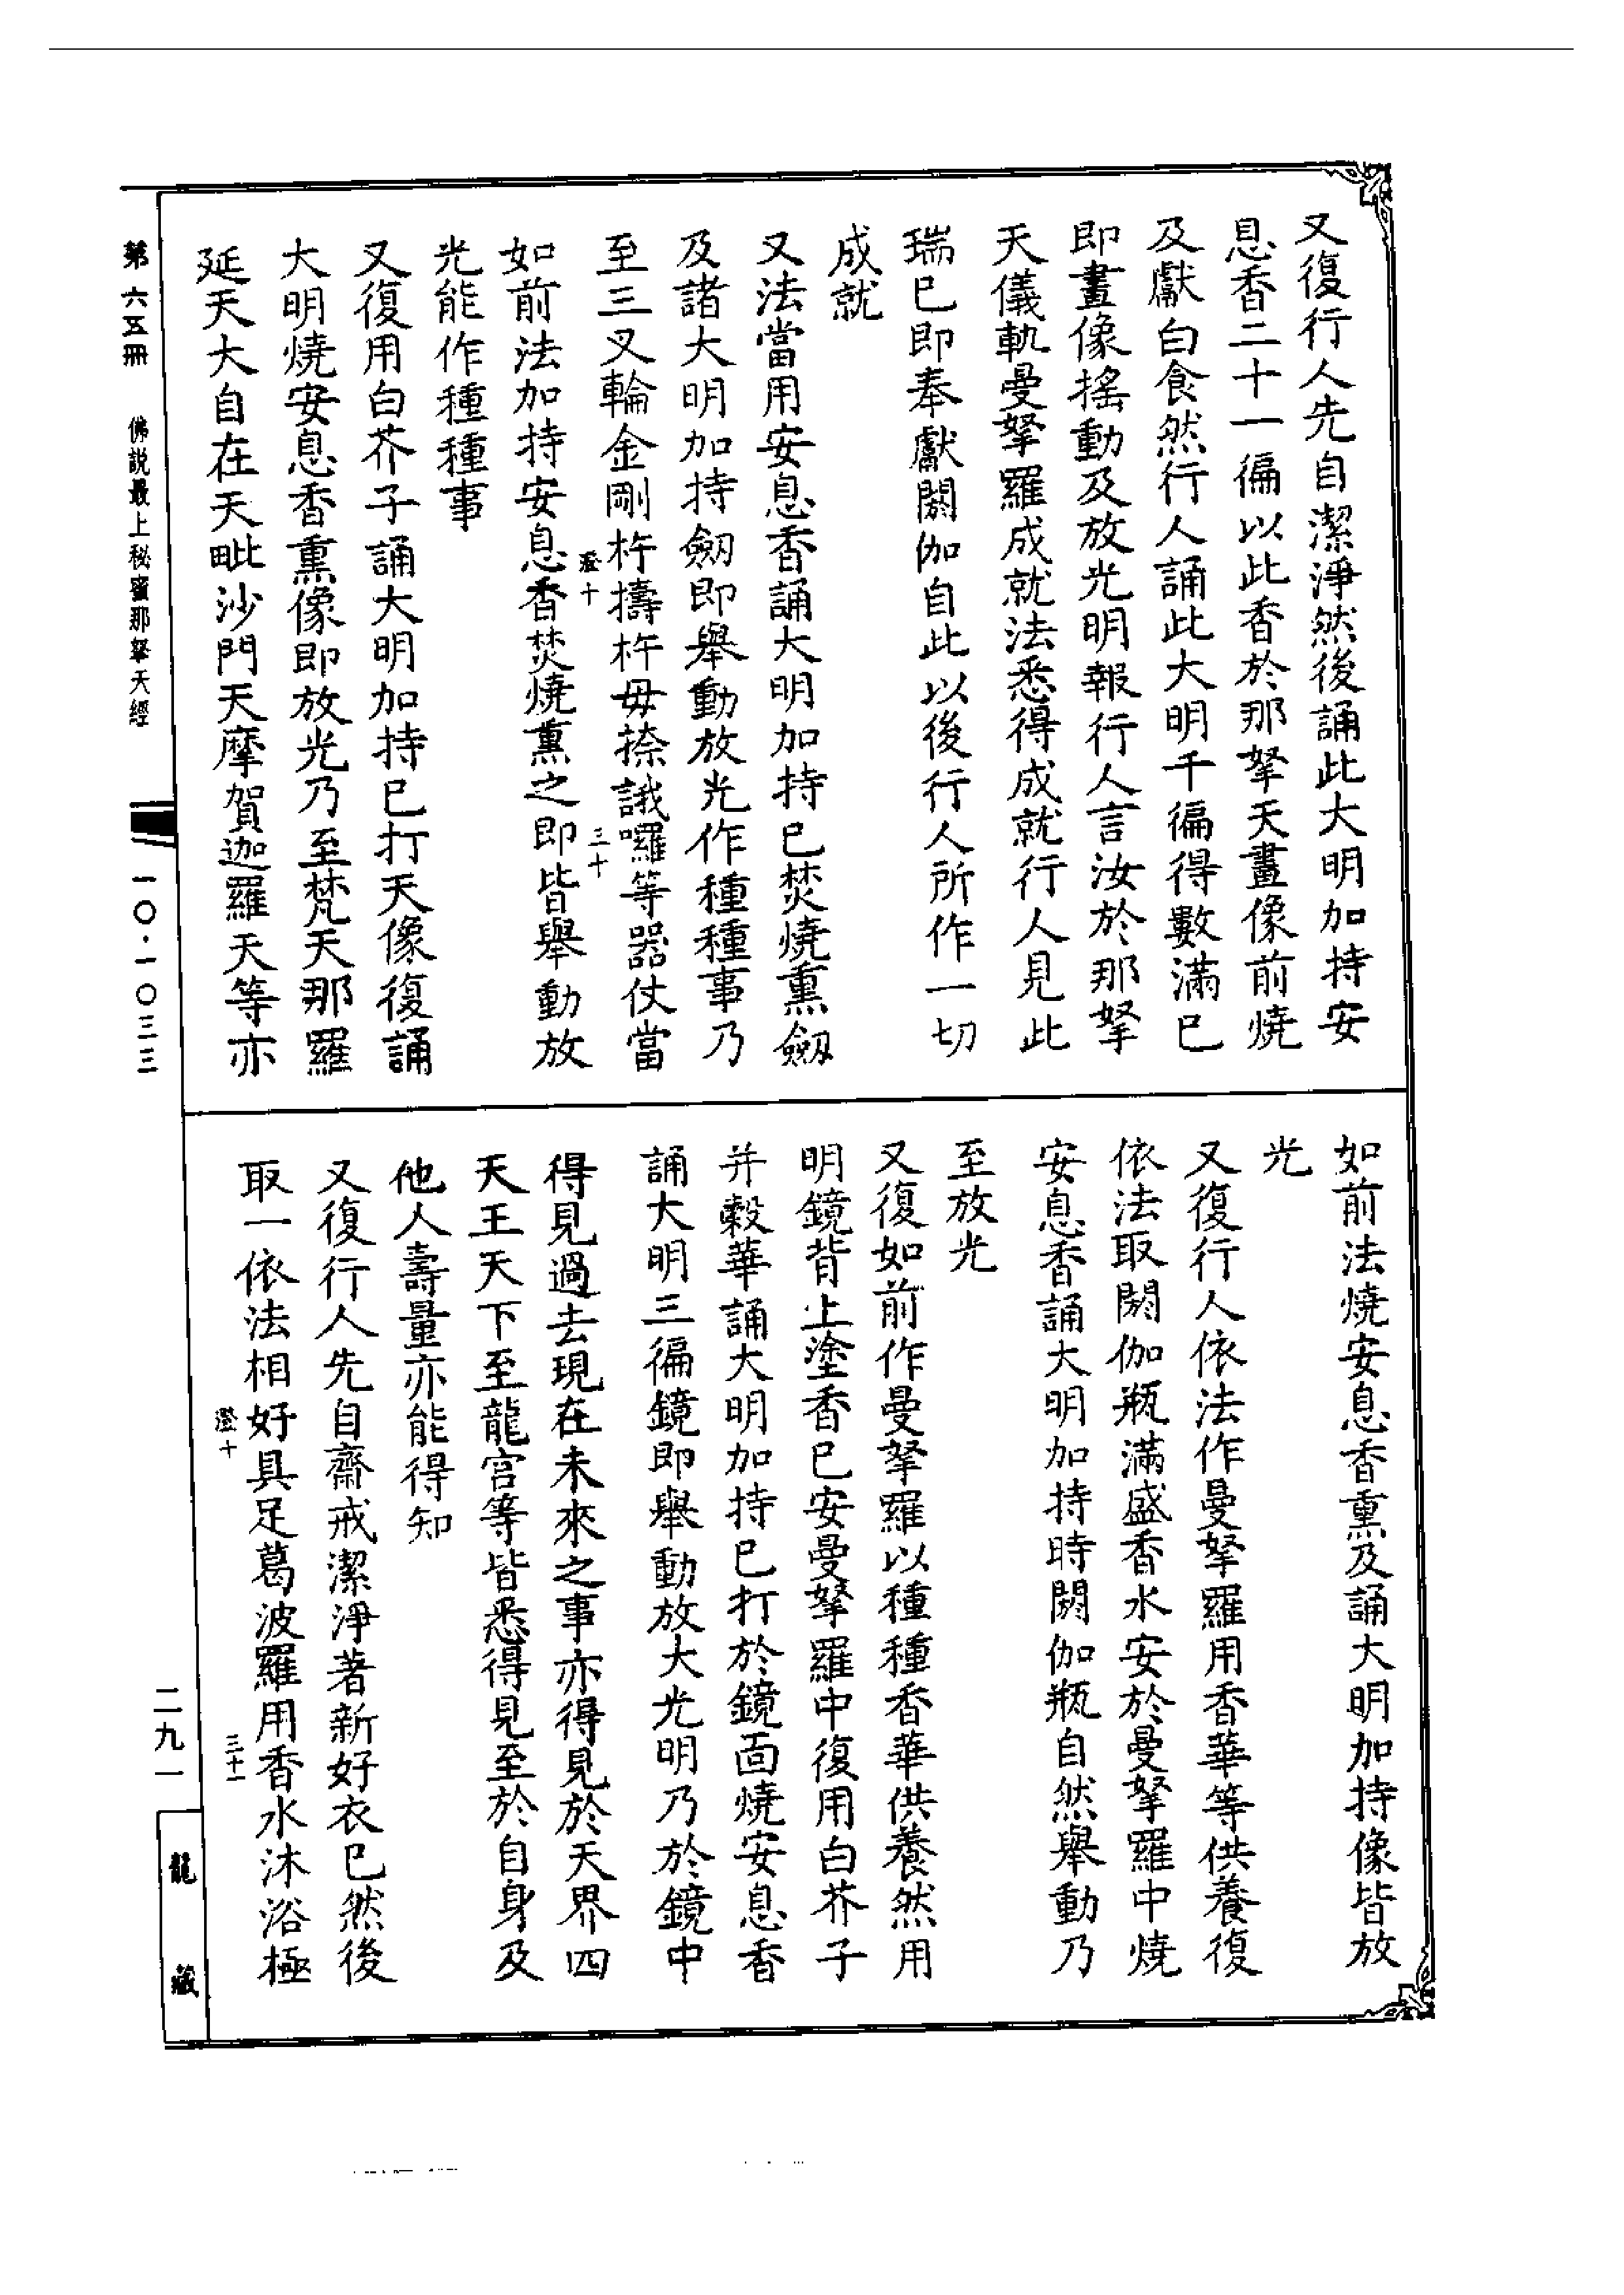 又復行人先自潔淨然後誦此大明加持安
息香二十一徧以此香於那拏天畫像前燒
及獻白食然行人誦此大明千徧得數滿已
即畫像搖動及放光明報行人言汝於那拏
天儀軌曼拏羅成就法悉得成就行人見此
瑞已即奉獻閼伽自此以後行人所作一切
成就
又法當用安息香誦大明加持已焚燒熏劒
及諸大明加持劒即舉動放光作種種事乃
至三叉輪金剛杵擣杵毋捺誐囉等器仗當
澄十
三十
如前法加持安息香焚燒熏之即皆舉動放
光能作種種事
又復用白芥子誦大明加持已打天像復誦
大明燒安息香熏像即放光乃至梵天那羅
延天大自在天毗沙門天摩賀迦羅天等亦
如前法燒安息香熏及誦大明加持像皆放
光
又復行人依法作曼拏羅用香華等供養復
依法取閼伽瓶滿盛香水安於曼拏羅中燒
安息香誦大明加持時閼伽瓶自然舉動乃
至放光
又復如前作曼拏羅以種種香華供養然用
明鏡背上塗香已安曼拏羅中復用白芥子
并穀華誦大明加持已打於鏡面燒安息香
誦大明三徧鏡即舉動放大光明乃於鏡中
得見過去現在未來之事亦得見於天界四
天王天下至龍宮等皆悉得見至於自身及
他人壽量亦能得知
又復行人先自齋戒潔淨著新好衣已然後
取一依法相好具足葛波羅用香水沐浴極
澄十
三十一
第六五冊
佛説最上秘蜜那拏天經
一〇·一〇三三
二九一
龍藏